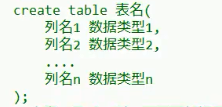 create table 表名(
列名1 数据类型1,
列名2 数据类型2,
....
列名n 数据类型n
);